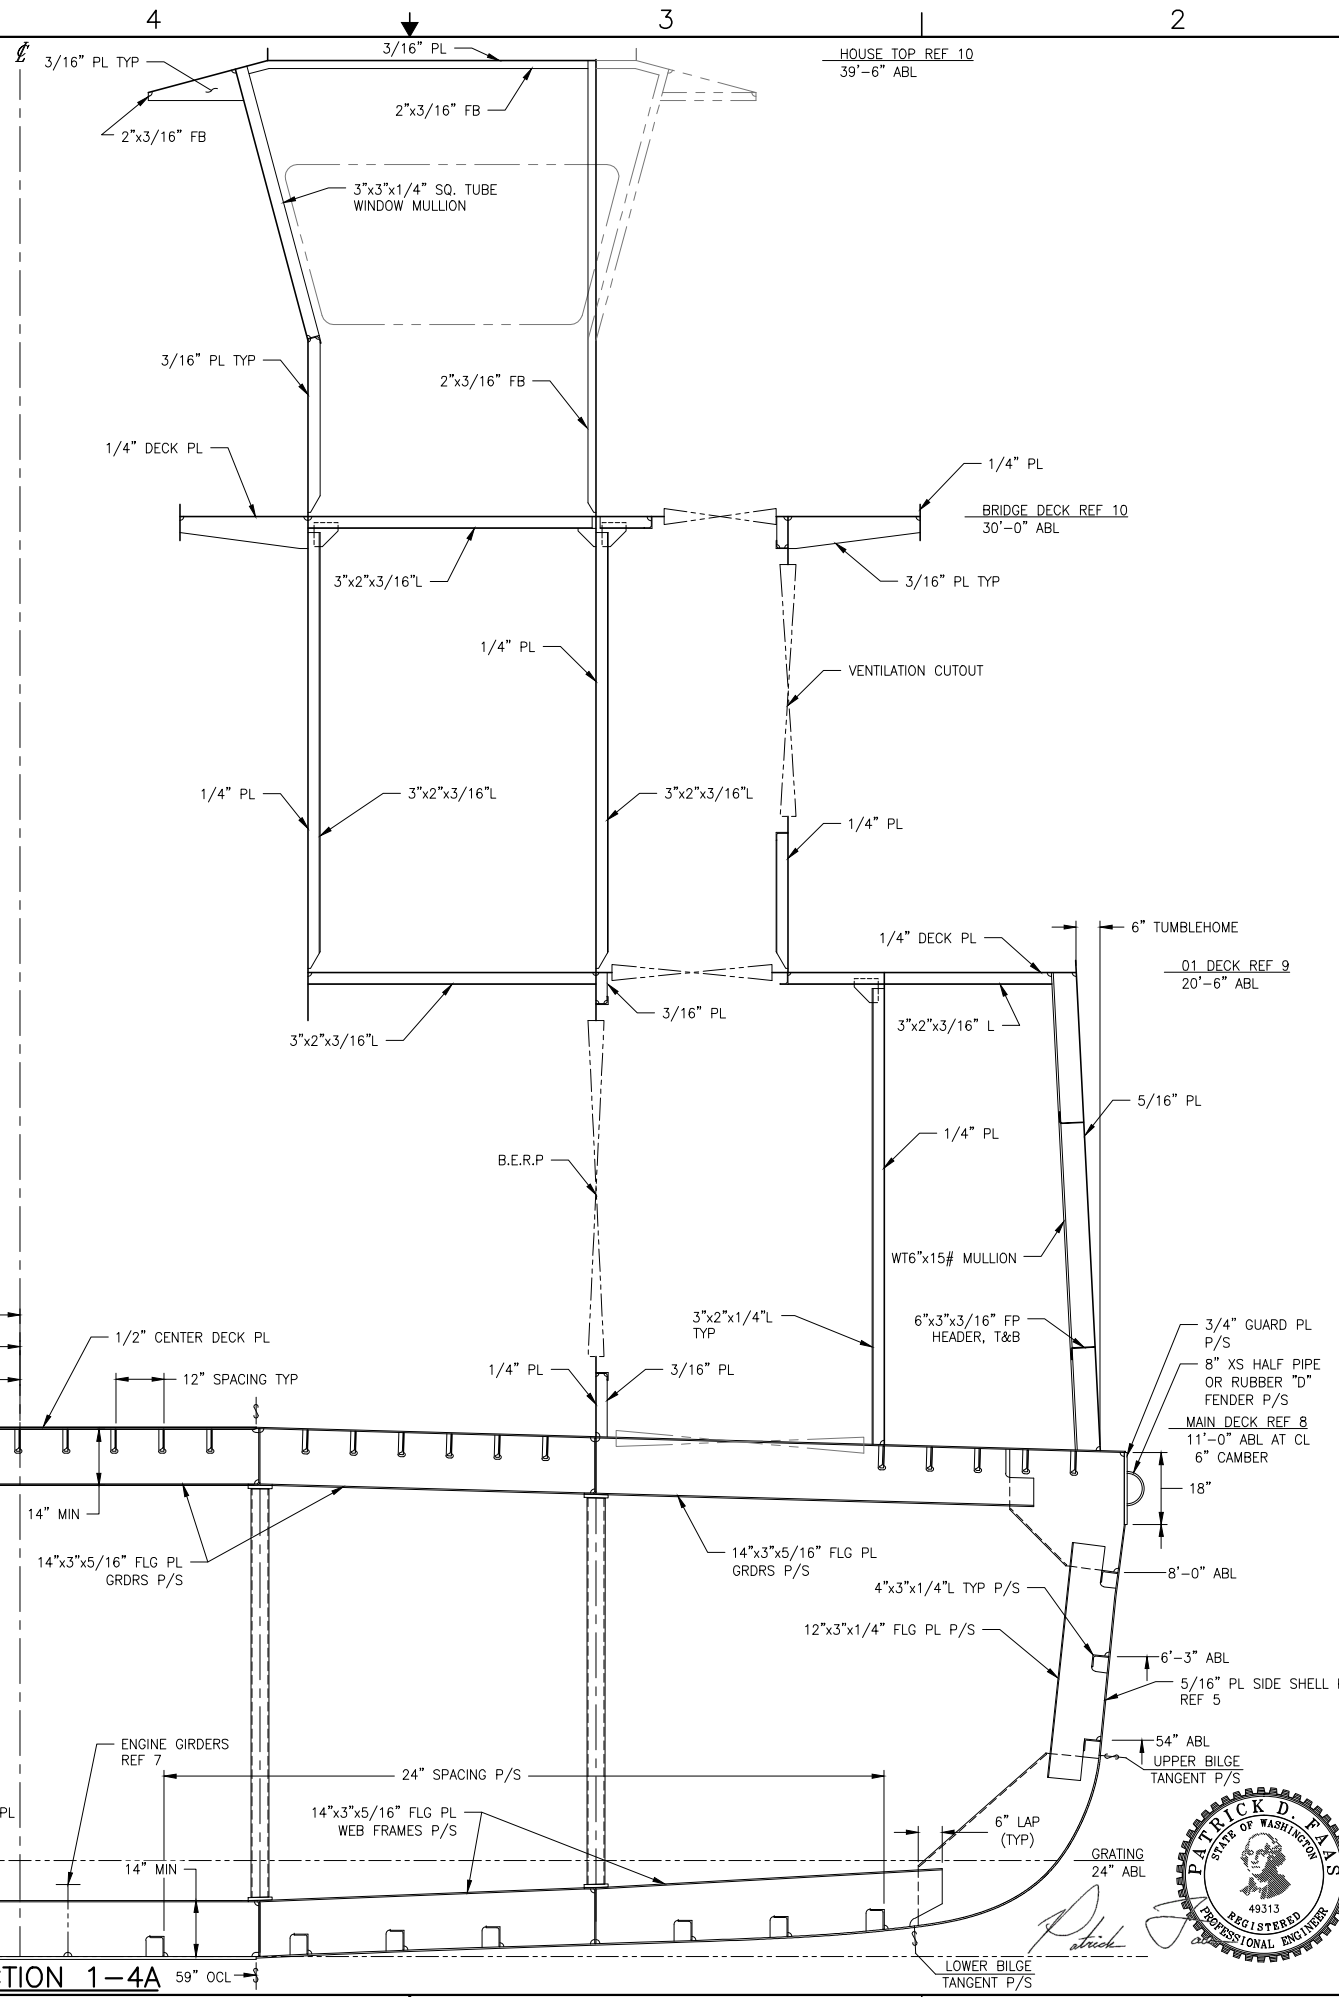 4 3 2
℄
3/16" PL TYP
3/16" PL
HOUSE TOP REF 10
39'-6" ABL
2"x3/16" FB
2"x3/16" FB
3"x3"x1/4" SQ. TUBE
WINDOW MULLION
3/16" PL TYP
2"x3/16" FB
1/4" DECK PL
1/4" PL
BRIDGE DECK REF 10
30'-0" ABL
3"x2"x3/16"L
3/16" PL TYP
1/4" PL
VENTILATION CUTOUT
1/4" PL
3"x2"x3/16"L
3"x2"x3/16"L
1/4" PL
6" TUMBLEHOME
1/4" DECK PL
01 DECK REF 9
20'-6" ABL
3/16" PL
3"x2"x3/16" L
3"x2"x3/16"L
5/16" PL
1/4" PL
B.E.R.P
WT6"x15# MULLION
3"x2"x1/4"L
TYP
6"x3"x3/16" FP
HEADER, T&B
3/4" GUARD PL
P/S
1/2" CENTER DECK PL
8" XS HALF PIPE
OR RUBBER "D"
FENDER P/S
12" SPACING TYP
1/4" PL
3/16" PL
MAIN DECK REF 8
11'-0" ABL AT CL
6" CAMBER
18"
14" MIN
14"x3"x5/16" FLG PL
GRDRS P/S
14"x3"x5/16" FLG PL
GRDRS P/S
8'-0" ABL
4"x3"x1/4"L TYP P/S
12"x3"x1/4" FLG PL P/S
6'-3" ABL
5/16" PL SIDE SHELL
REF 5
ENGINE GIRDERS
REF 7
54" ABL
UPPER BILGE
TANGENT P/S
24" SPACING P/S
PL
14"x3"x5/16" FLG PL
WEB FRAMES P/S
6" LAP
(TYP)
GRATING
24" ABL
14" MIN
PATRICK D. FAAS
STATE OF WASHINGTON
49313
REGISTERED
PROFESSIONAL ENGINEER
Patrick
LOWER BILGE
TANGENT P/S
CTION 1-4A
59" OCL